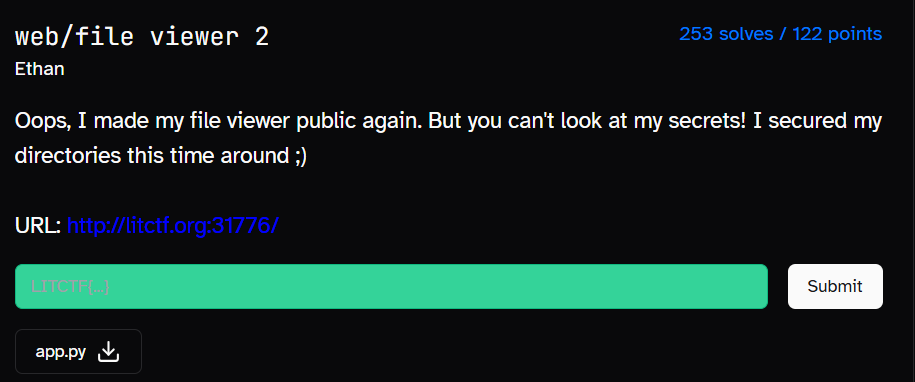 web/file viewer 2
253 solves / 122 points
Ethan
Oops, I made my file viewer public again. But you can't look at my secrets! I secured my
directories this time around ;)
URL: http://litctf.org:31776/
LITCTF{...}
Submit
app.py